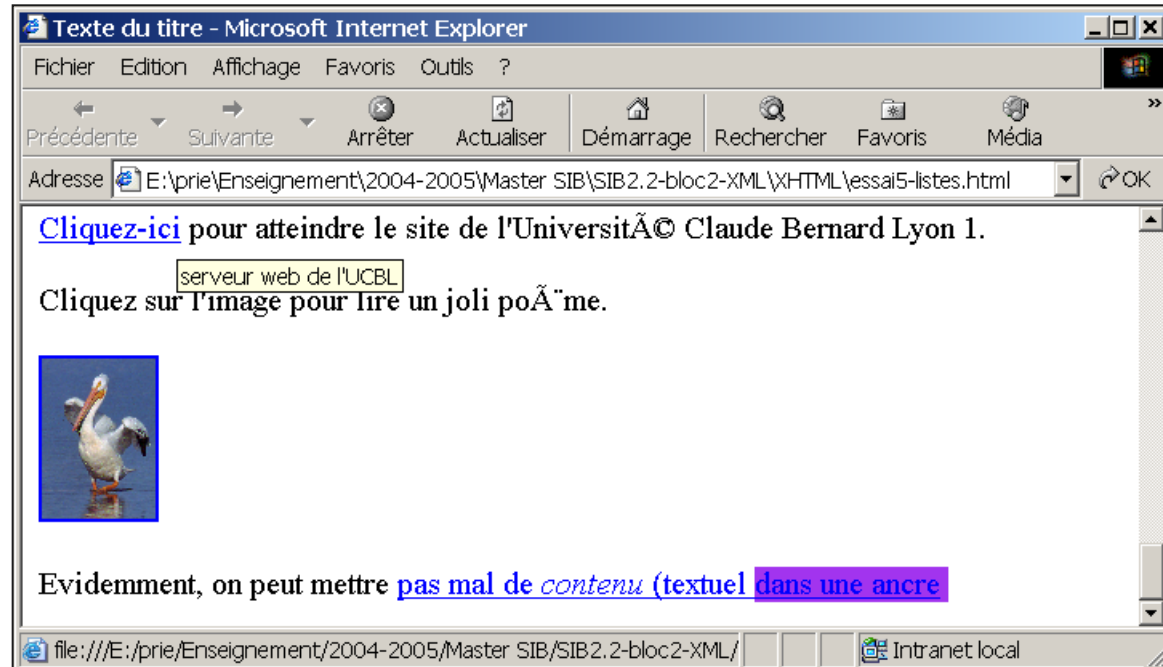 Texte du titre - Microsoft Internet Explorer
Fichier Edition Affichage Favoris Outils ?
Précédente Suivante Arrêter Actualiser Démarrage Rechercher Favoris Média »
Adresse E:\prie\Enseignement\2004-2005\Master SIB\SIB2.2-bloc2-XML\XHTML\essai5-listes.html OK
Cliquez-ici pour atteindre le site de l'UniversitÃ© Claude Bernard Lyon 1.
serveur web de l'UCBL
Cliquez sur l'image pour lire un joli poÃ¨me.
Evidemment, on peut mettre pas mal de contenu (textuel dans une ancre
file:///E:/prie/Enseignement/2004-2005/Master SIB/SIB2.2-bloc2-XML/ Intranet local